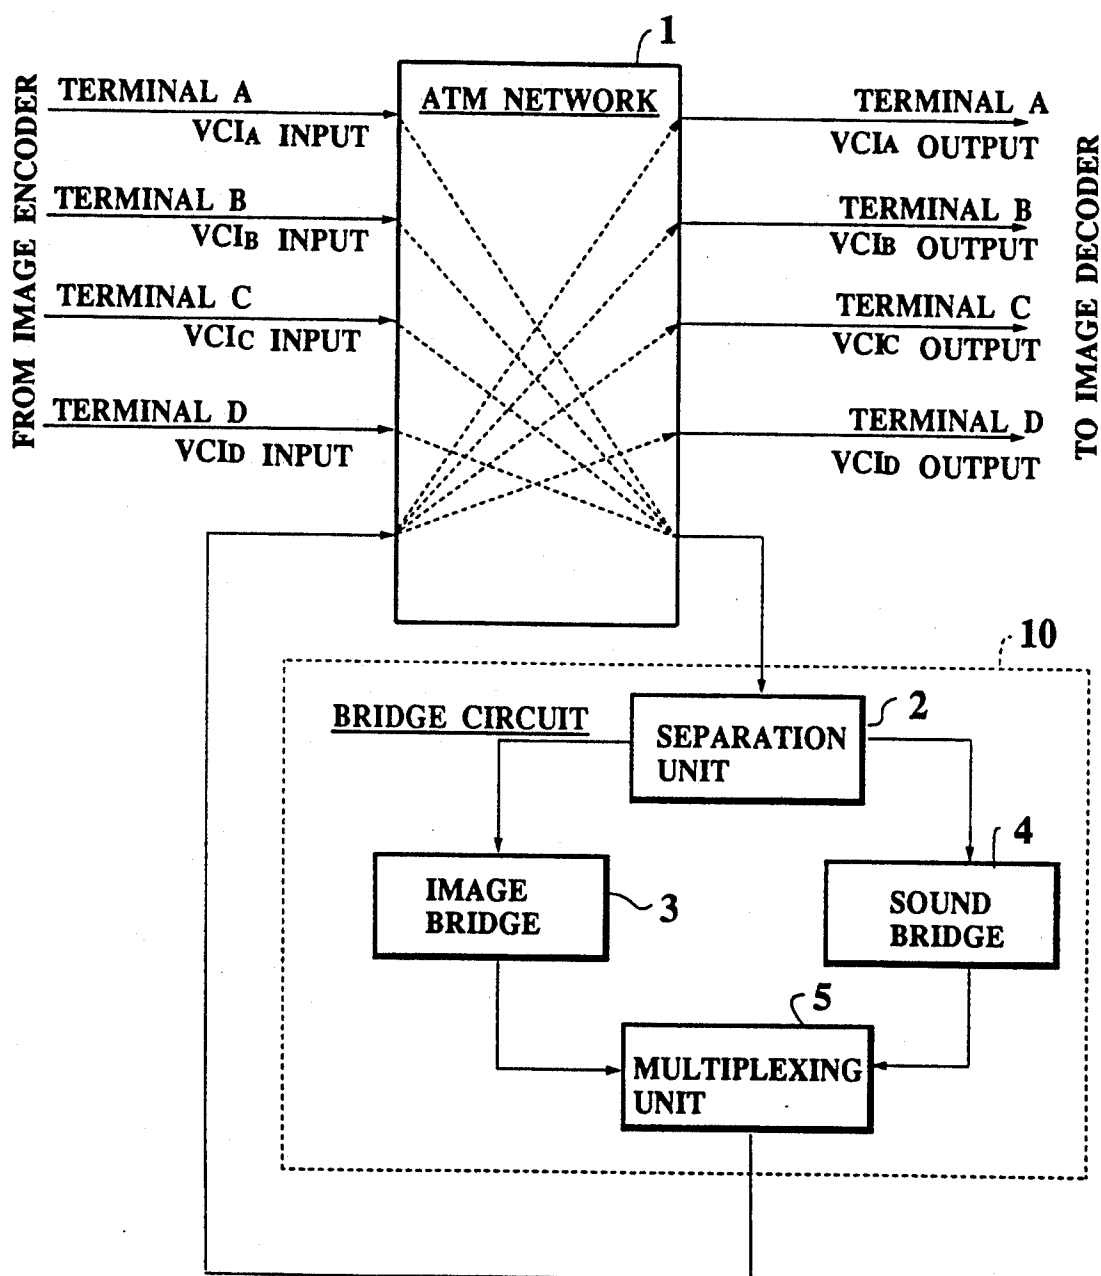 1
ATM NETWORK
FROM IMAGE ENCODER
TERMINAL A
VCIA INPUT
TERMINAL B
VCIB INPUT
TERMINAL C
VCIC INPUT
TERMINAL D
VCID INPUT
TERMINAL A
VCIA OUTPUT
TERMINAL B
VCIB OUTPUT
TERMINAL C
VCIC OUTPUT
TERMINAL D
VCID OUTPUT
TO IMAGE DECODER
10
BRIDGE CIRCUIT
2
SEPARATION
UNIT
IMAGE
BRIDGE
3
4
SOUND
BRIDGE
5
MULTIPLEXING
UNIT